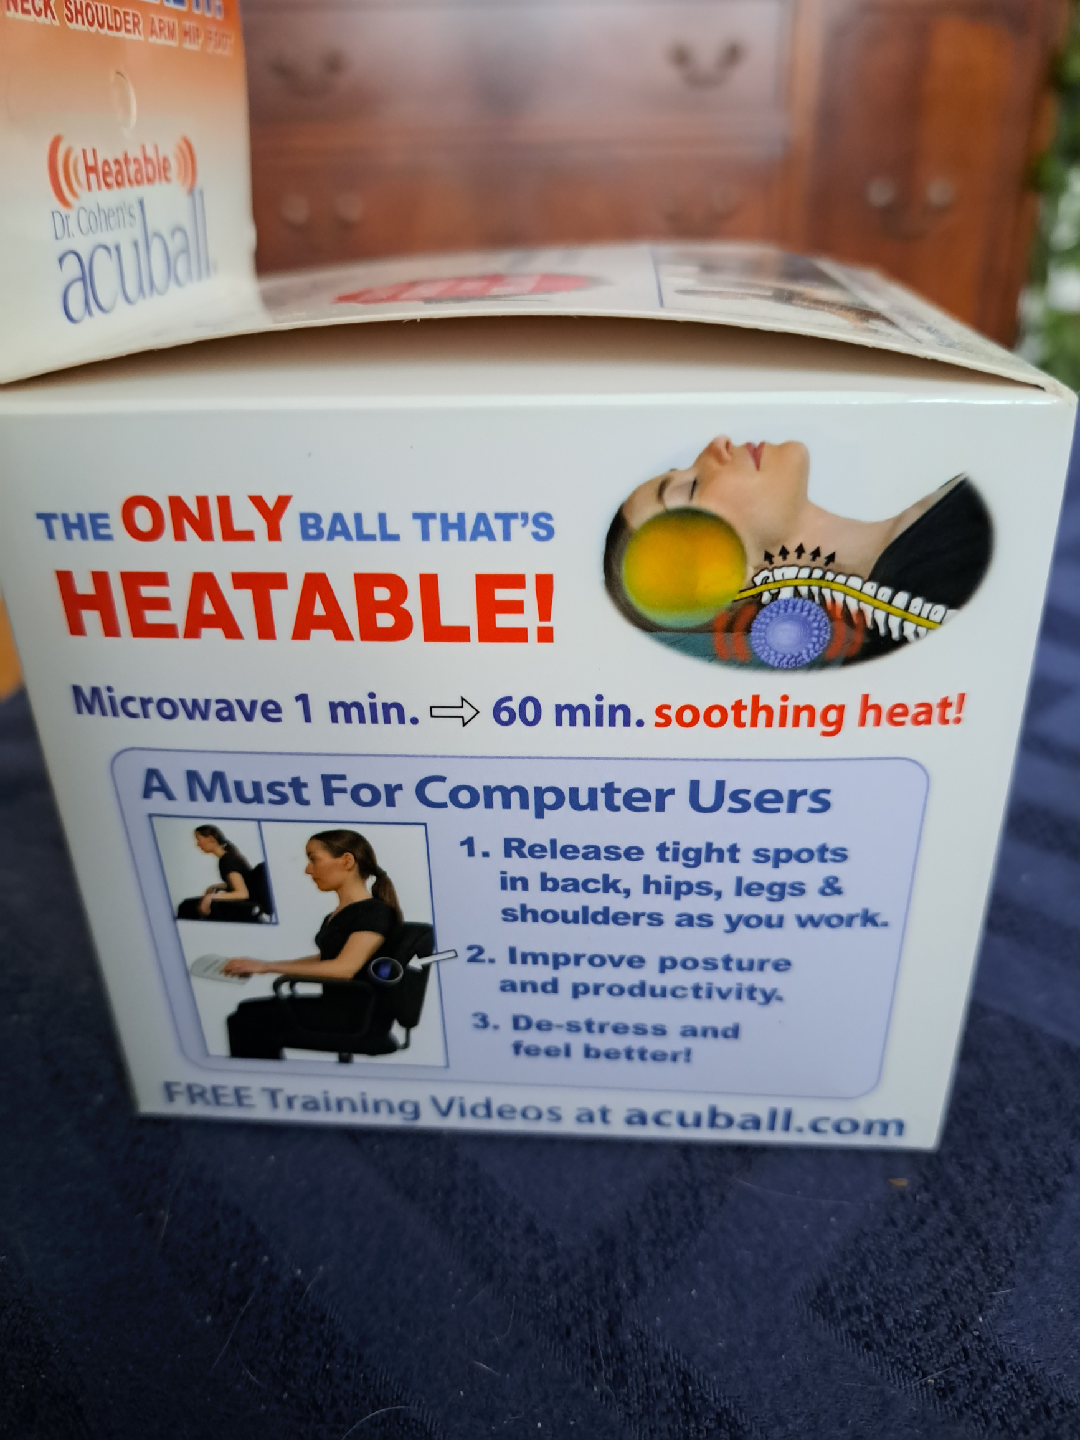 NECK SHOULDER ARM HIP FOOT
Heatable
Dr. Cohen's
acuball
THE ONLY BALL THAT'S
HEATABLE!
Microwave 1 min. ⇨ 60 min. soothing heat!
A Must For Computer Users
1. Release tight spots
in back, hips, legs &
shoulders as you work.
2. Improve posture
and productivity.
3. De-stress and
feel better!
FREE Training Videos at acuball.com